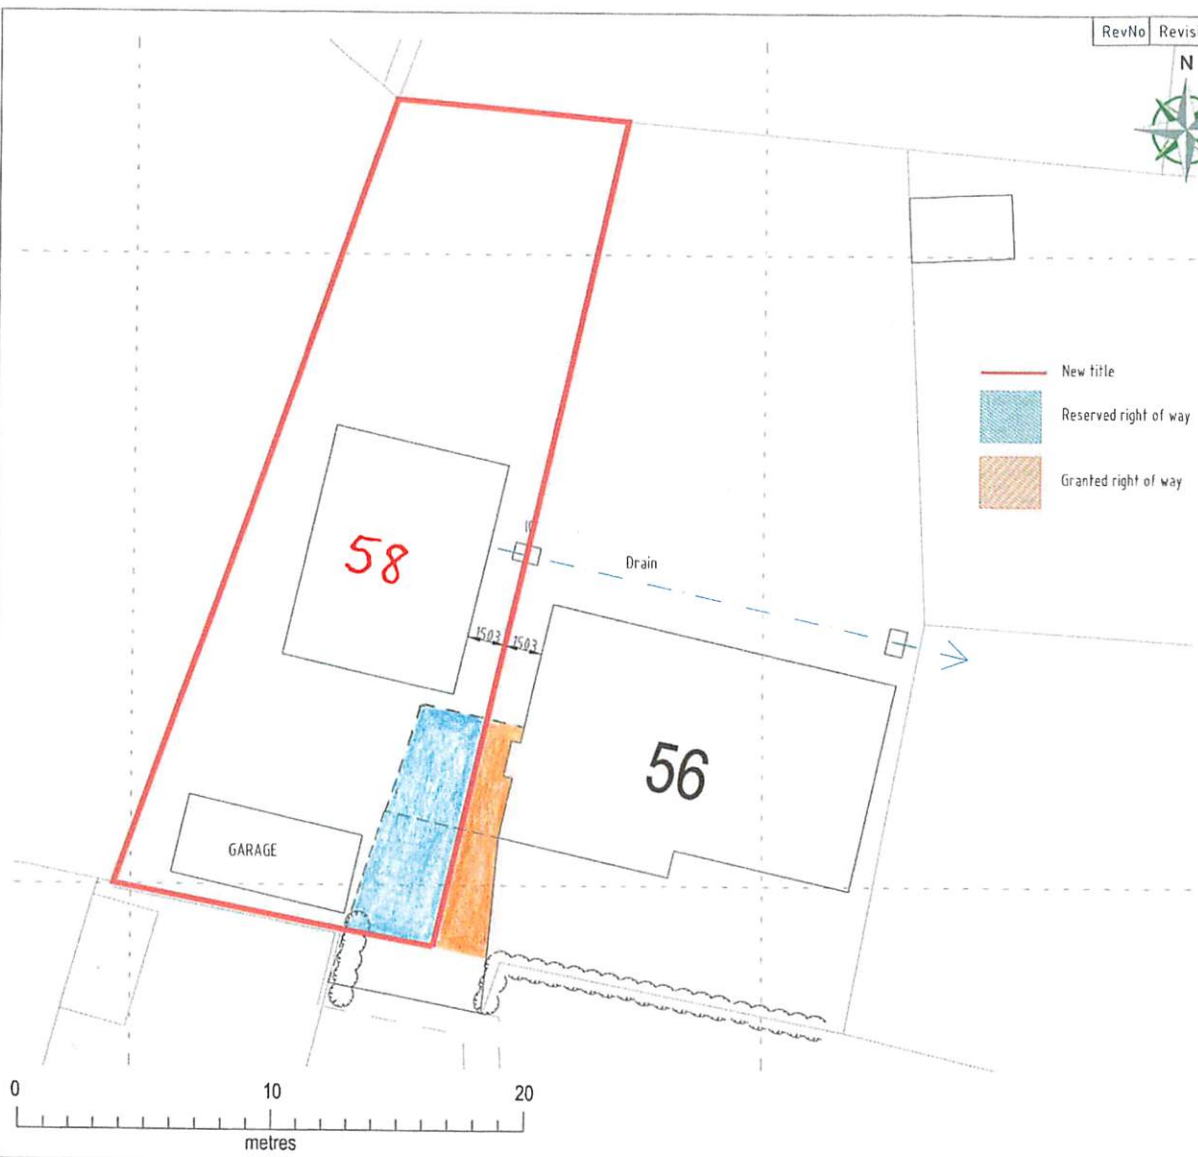 RevNo
N
New title
Reserved right of way
Granted right of way
58
Drain
1503 1503
56
GARAGE
0 10 20
metres